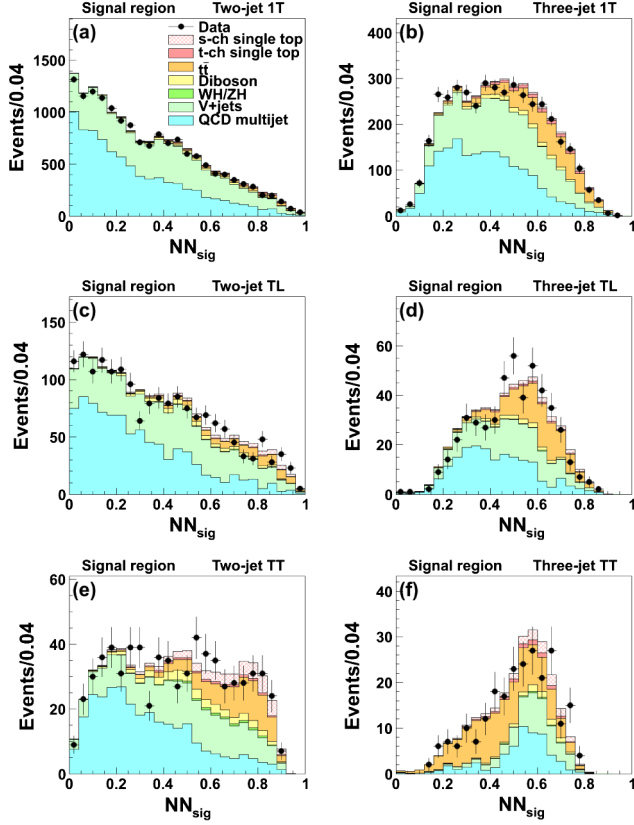 Signal region Two-jet 1T
(a)
Data
s-ch single top
t-ch single top
tt̄
Diboson
WH/ZH
V+jets
QCD multijet
Events/0.04
1500
1000
500
0
0 0.2 0.4 0.6 0.8 1
NNsig
Signal region Three-jet 1T
(b)
Events/0.04
400
300
200
100
0
0 0.2 0.4 0.6 0.8 1
NNsig
Signal region Two-jet TL
(c)
Events/0.04
150
100
50
0
0 0.2 0.4 0.6 0.8 1
NNsig
Signal region Three-jet TL
(d)
Events/0.04
60
40
20
0
0 0.2 0.4 0.6 0.8 1
NNsig
Signal region Two-jet TT
(e)
Events/0.04
60
40
20
0
0 0.2 0.4 0.6 0.8 1
NNsig
Signal region Three-jet TT
(f)
Events/0.04
40
30
20
10
0
0 0.2 0.4 0.6 0.8 1
NNsig